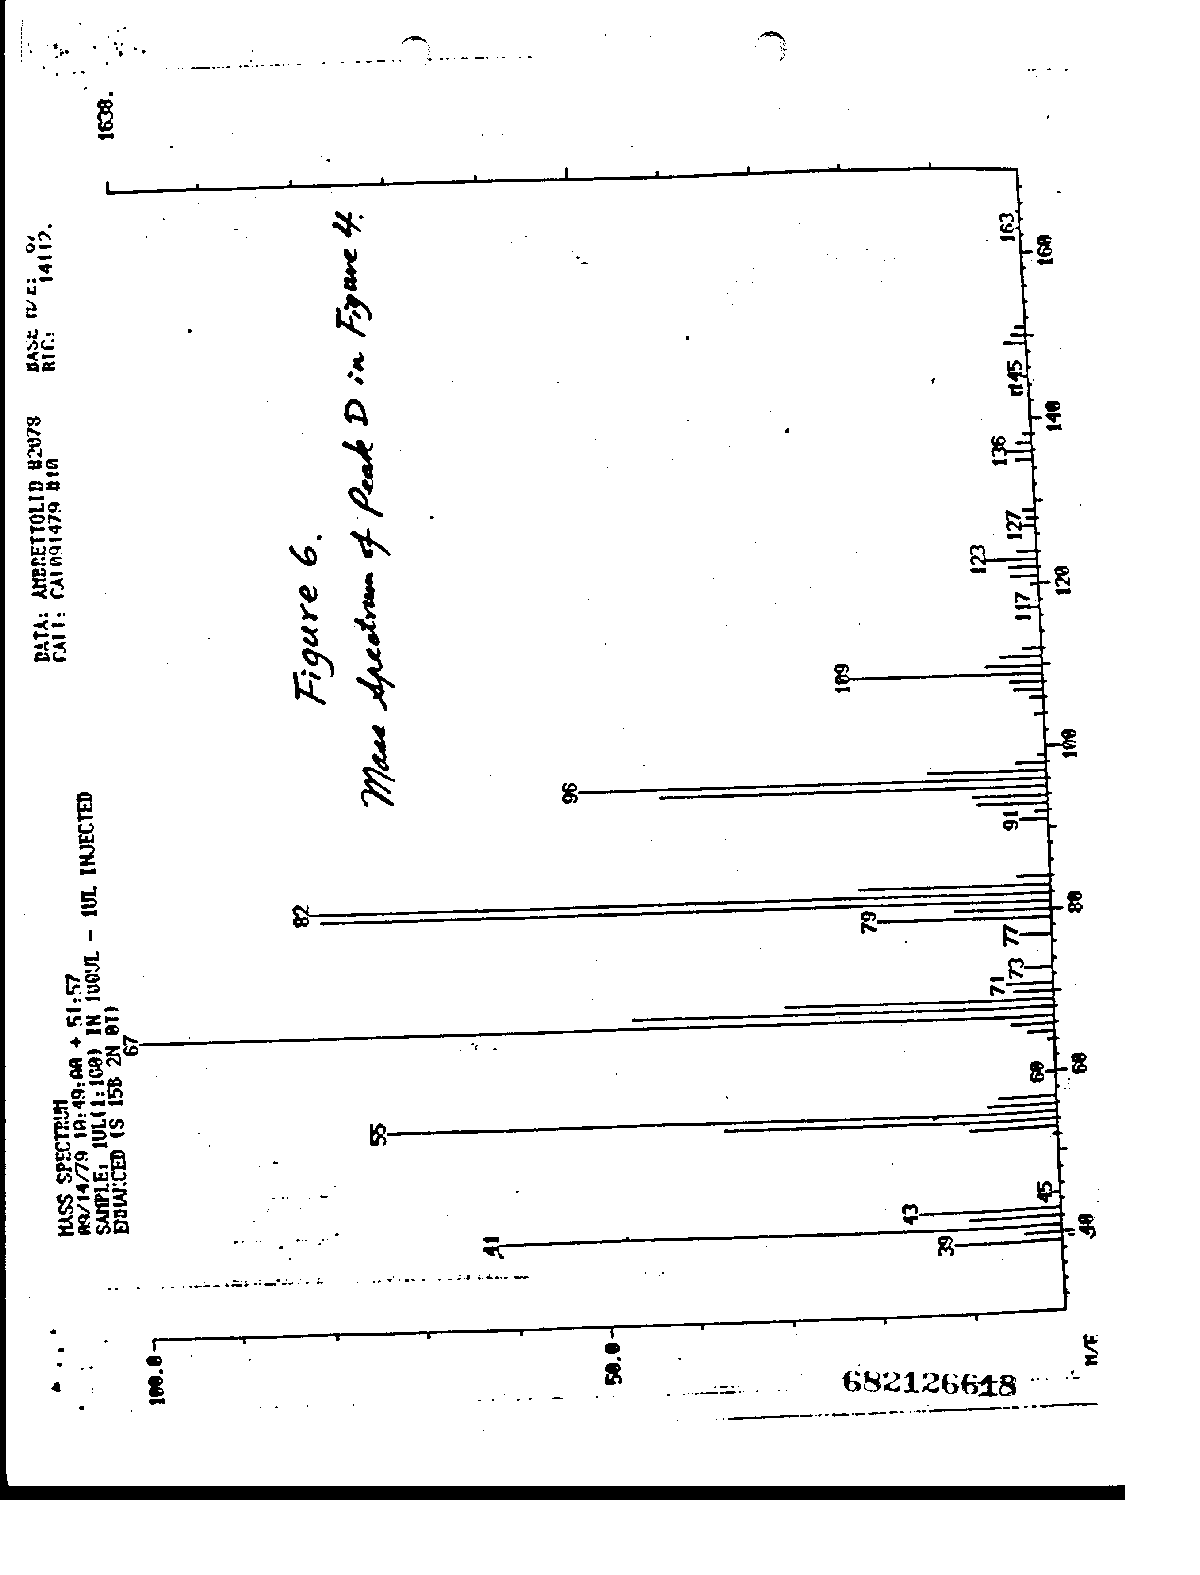 MASS SPECTRUM
09/14/79 10:49:00 + 51:57
SAMPLE: 1UL(1:100) IN 100UL - 1UL INJECTED
ENHANCED (S 15B 2N 0T)
DATA: AMBRETTOLID #2078
CALI: CAL091479 #10
BASE M/E: 67
RIC: 14112.
1638.
Figure 6.
Mass Spectrum of Peak D in Figure 4.
100.0
50.0
67
82
55
41
96
79
109
43
39
45
60
71
73
77
91
117
123
127
136
145
163
40
60
80
100
120
140
160
M/E
682126618